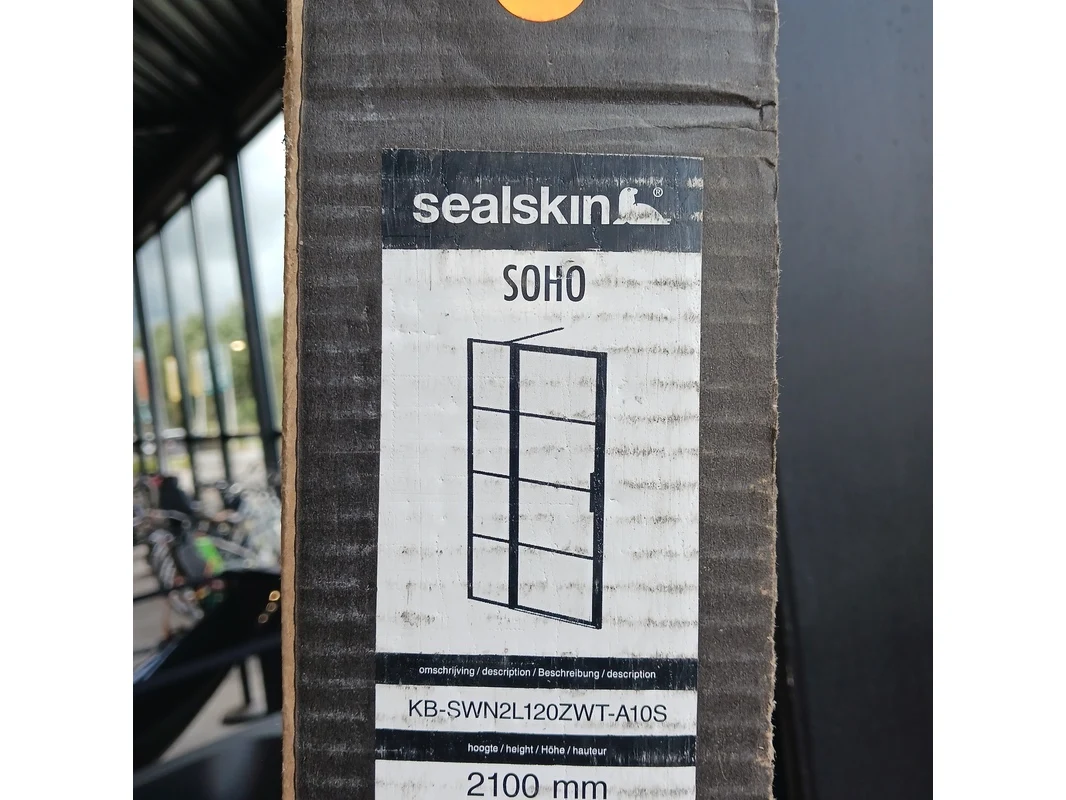 sealskin®
SOHO
omschrijving / description / Beschreibung / description
KB-SWN2L120ZWT-A10S
hoogte / height / Höhe / hauteur
2100 mm